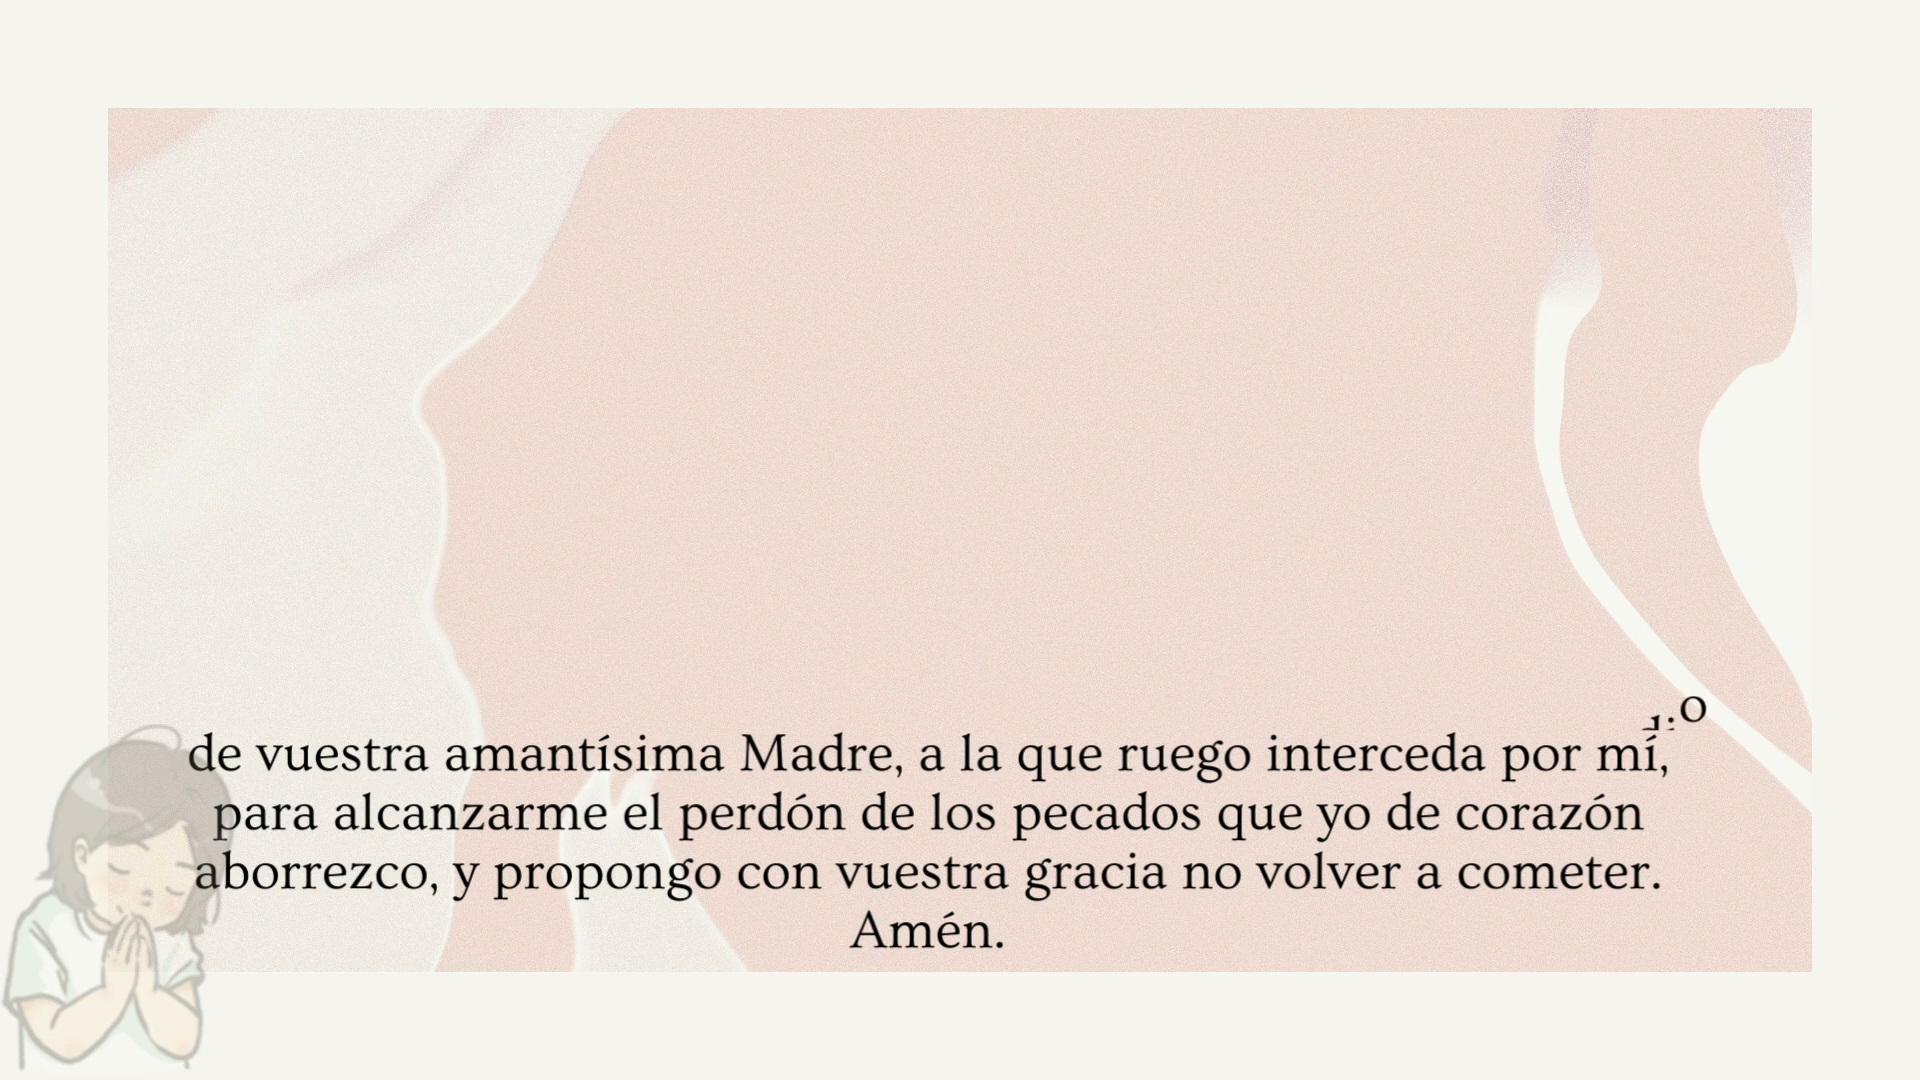 de vuestra amantísima Madre, a la que ruego interceda por mí,
para alcanzarme el perdón de los pecados que yo de corazón
aborrezco, y propongo con vuestra gracia no volver a cometer.
Amén.